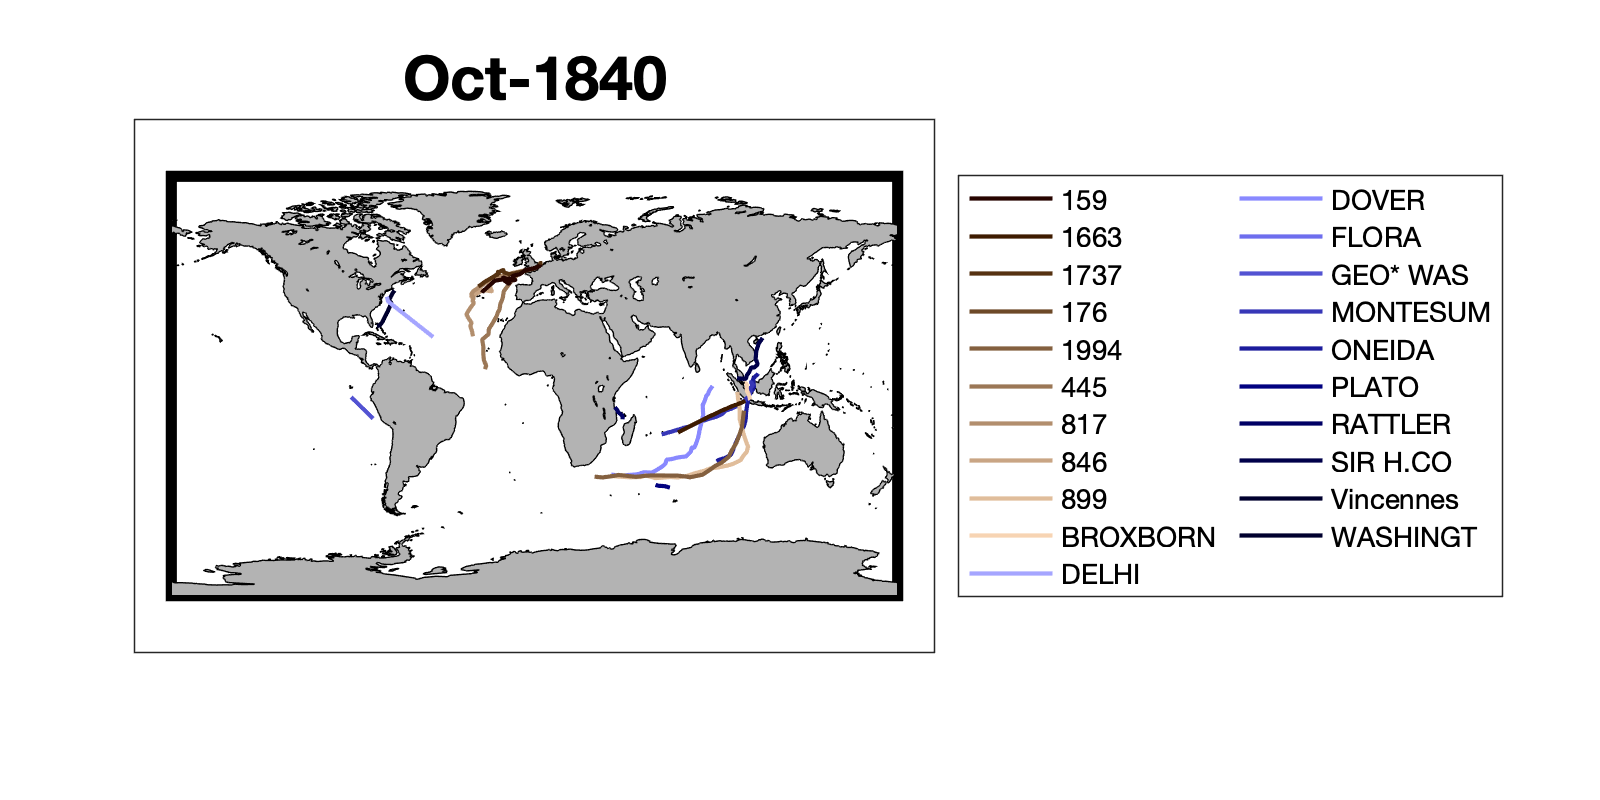 Oct-1840
159
1663
1737
176
1994
445
817
846
899
BROXBORN
DELHI
DOVER
FLORA
GEO* WAS
MONTESUM
ONEIDA
PLATO
RATTLER
SIR H.CO
Vincennes
WASHINGT